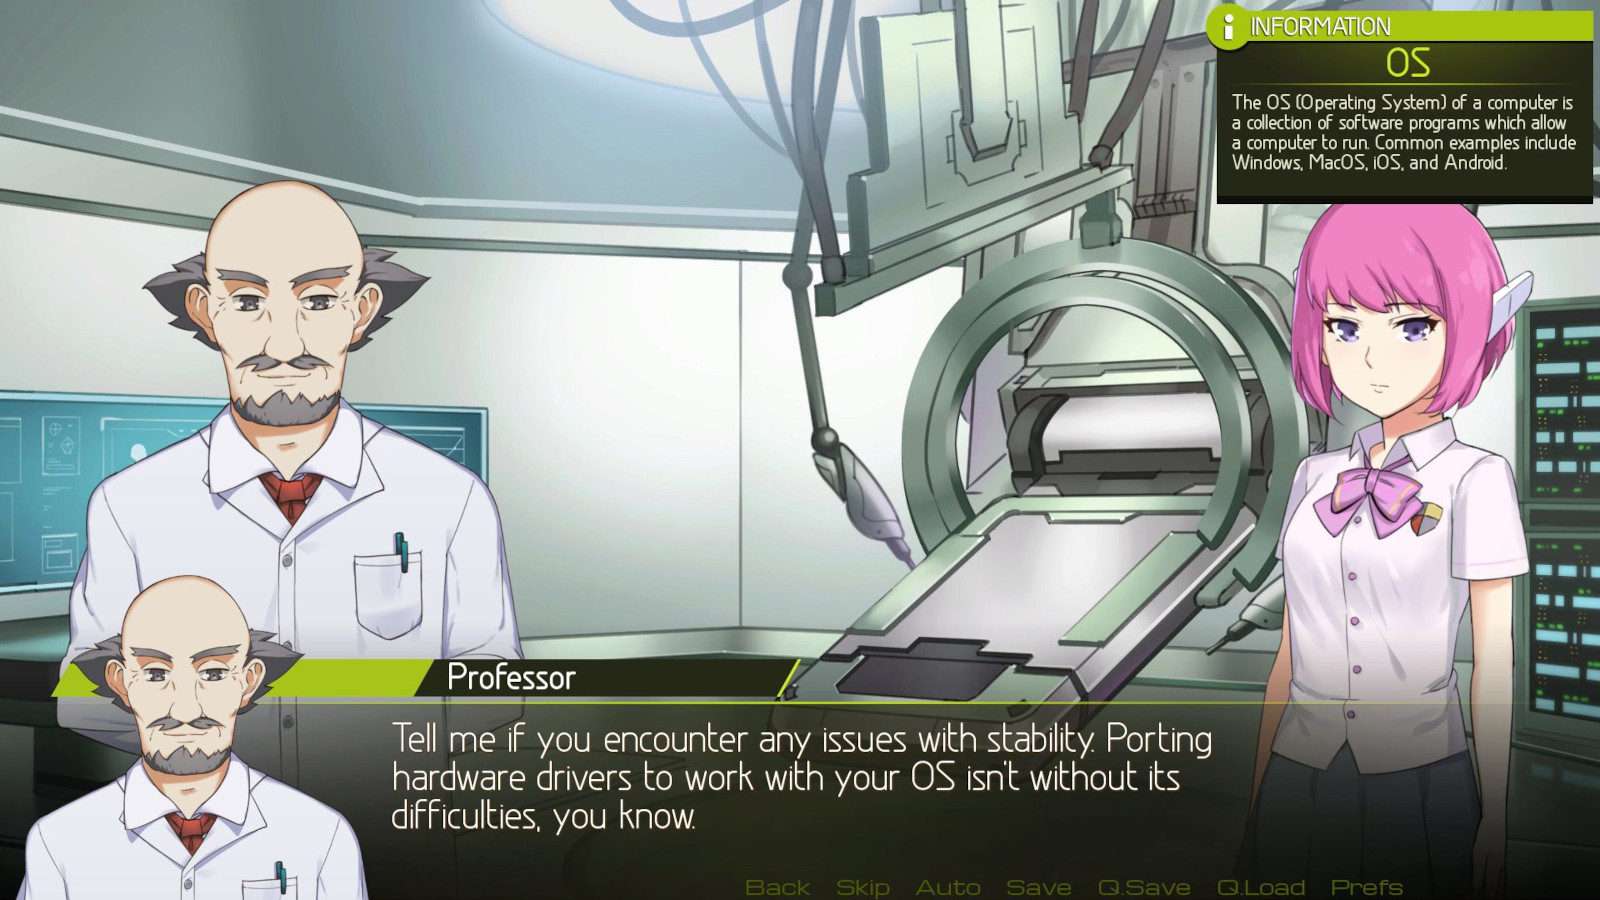 INFORMATION
OS
The OS (Operating System) of a computer is
a collection of software programs which allow
a computer to run. Common examples include
Windows, MacOS, iOS, and Android.
Professor
Tell me if you encounter any issues with stability. Porting
hardware drivers to work with your OS isn't without its
difficulties, you know.
Back Skip Auto Save Q.Save Q.Load Prefs